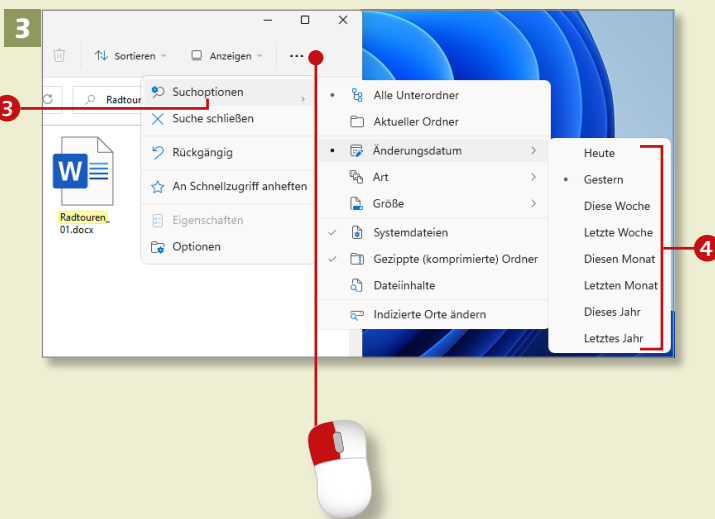 3
Sortieren
Anzeigen
Radtour
Suchoptionen
Suche schließen
Rückgängig
An Schnellzugriff anheften
Eigenschaften
Optionen
W
Radtouren_
01.docx
Alle Unterordner
Aktueller Ordner
Änderungsdatum
Art
Größe
Systemdateien
Gezippte (komprimierte) Ordner
Dateiinhalte
Indizierte Orte ändern
Heute
Gestern
Diese Woche
Letzte Woche
Diesen Monat
Letzten Monat
Dieses Jahr
Letztes Jahr
3
4